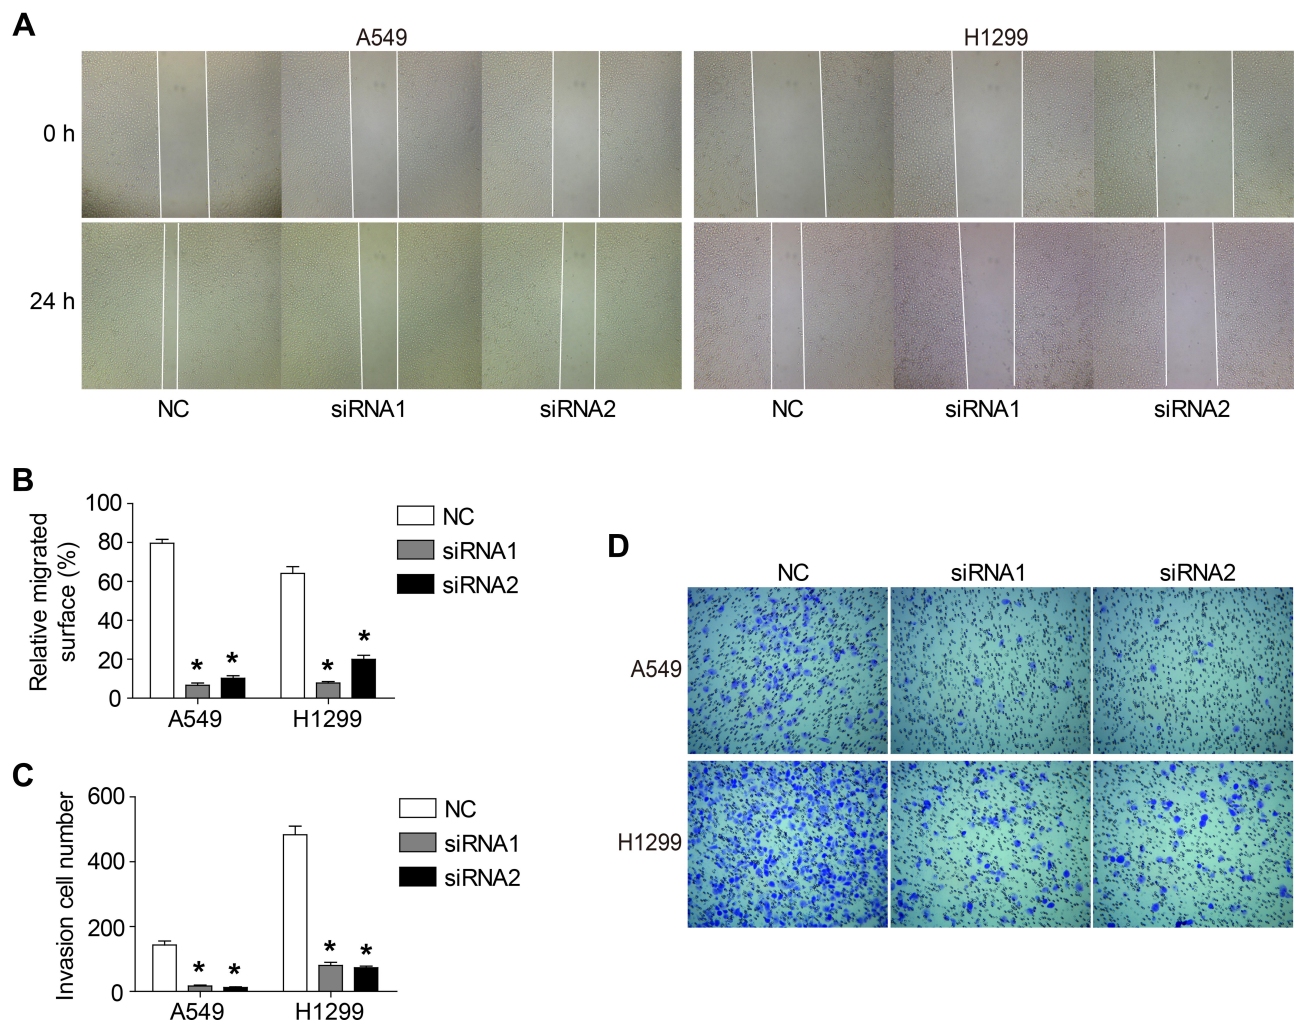 A
A549
H1299
0 h
24 h
NC
siRNA1
siRNA2
NC
siRNA1
siRNA2
B
Relative migrated
surface (%)
100
80
60
40
20
0
*
*
*
*
A549
H1299
NC
siRNA1
siRNA2
C
Invasion cell number
600
400
200
0
*
*
*
*
A549
H1299
NC
siRNA1
siRNA2
D
NC
siRNA1
siRNA2
A549
H1299